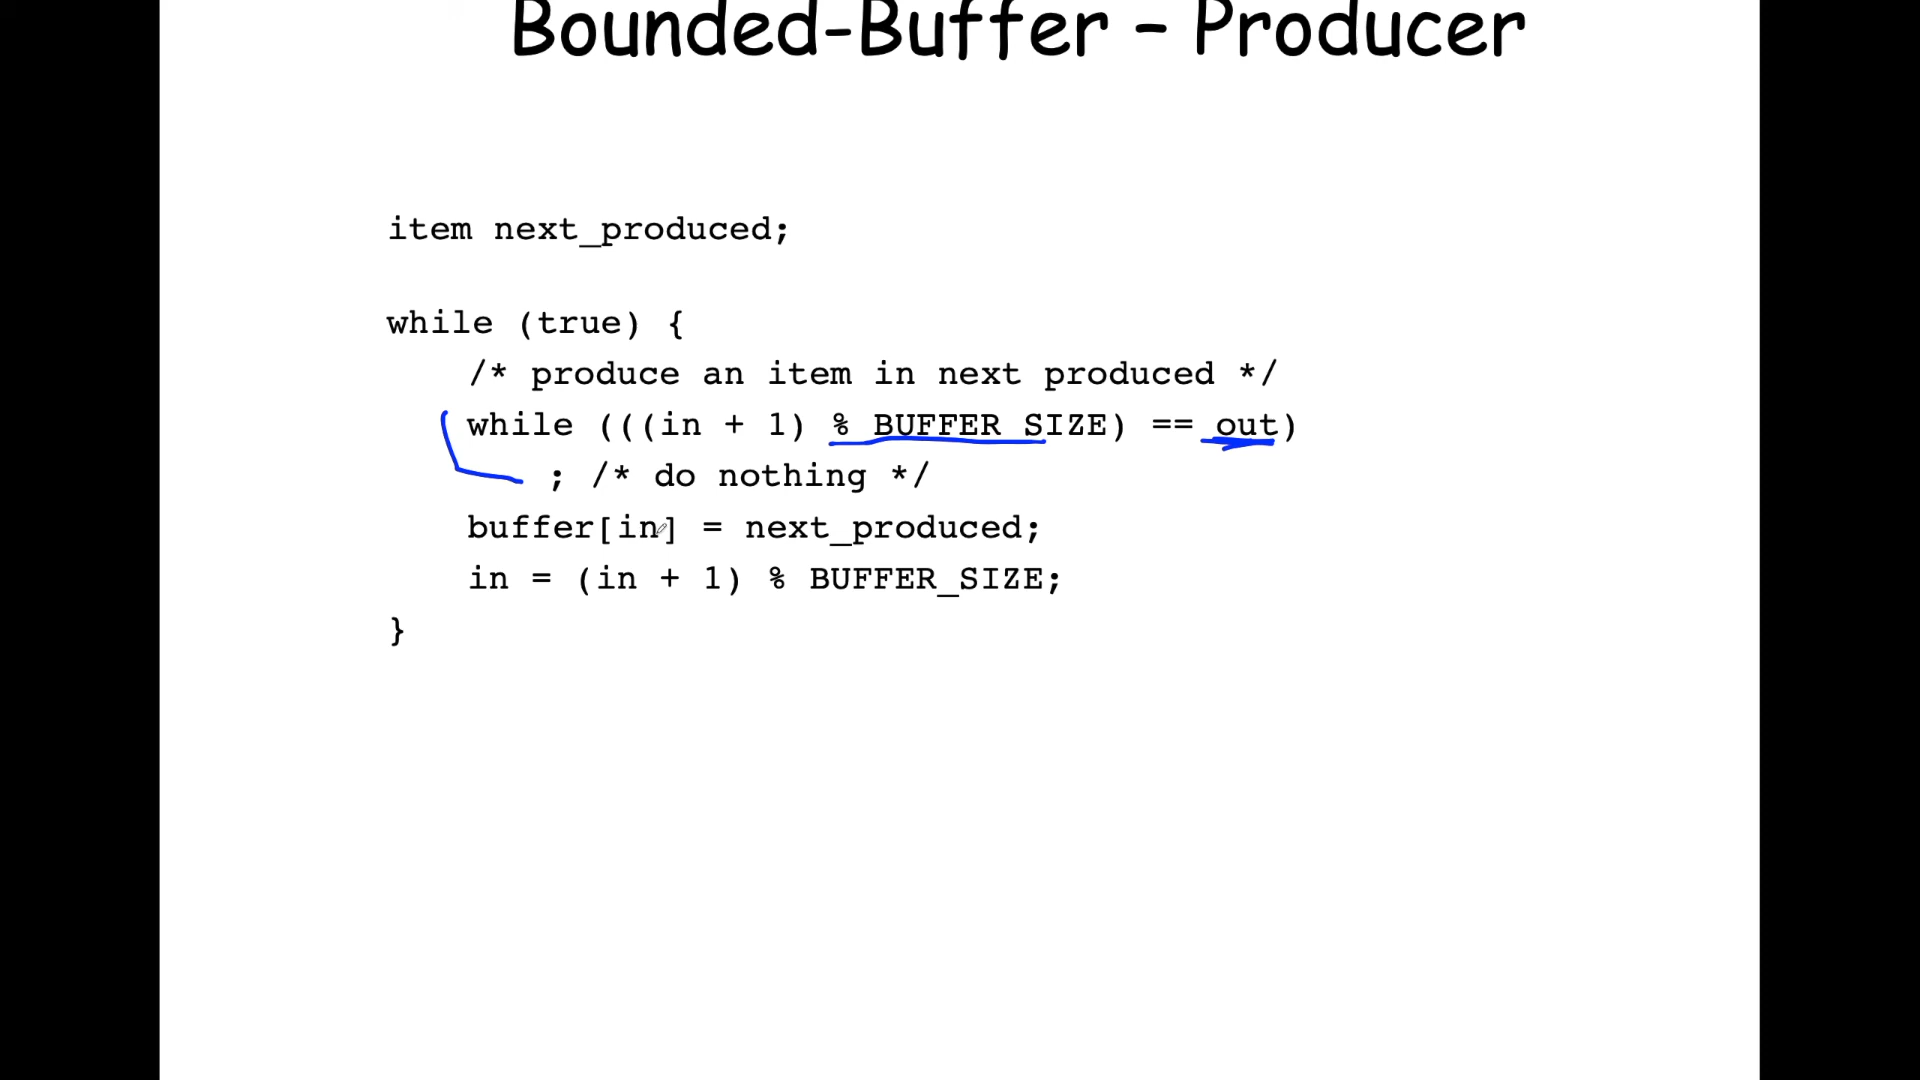 Bounded-Buffer – Producer
item next_produced;
while (true) {
/* produce an item in next produced */
while (((in + 1) % BUFFER_SIZE) == out)
; /* do nothing */
buffer[in] = next_produced;
in = (in + 1) % BUFFER_SIZE;
}